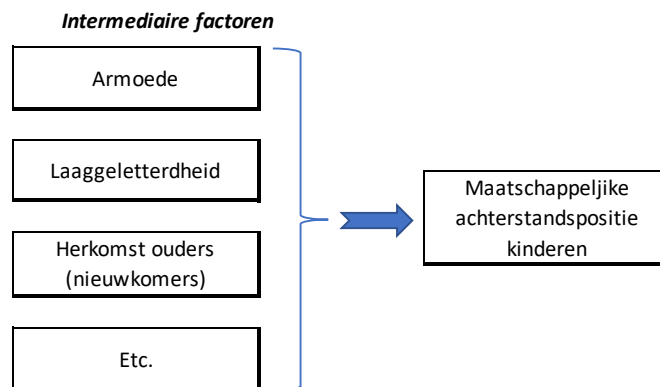 Intermediaire factoren
Armoede
Laaggeletterdheid
Herkomst ouders
(nieuwkomers)
Etc.
Maatschappeljike
achterstandspositie
kinderen